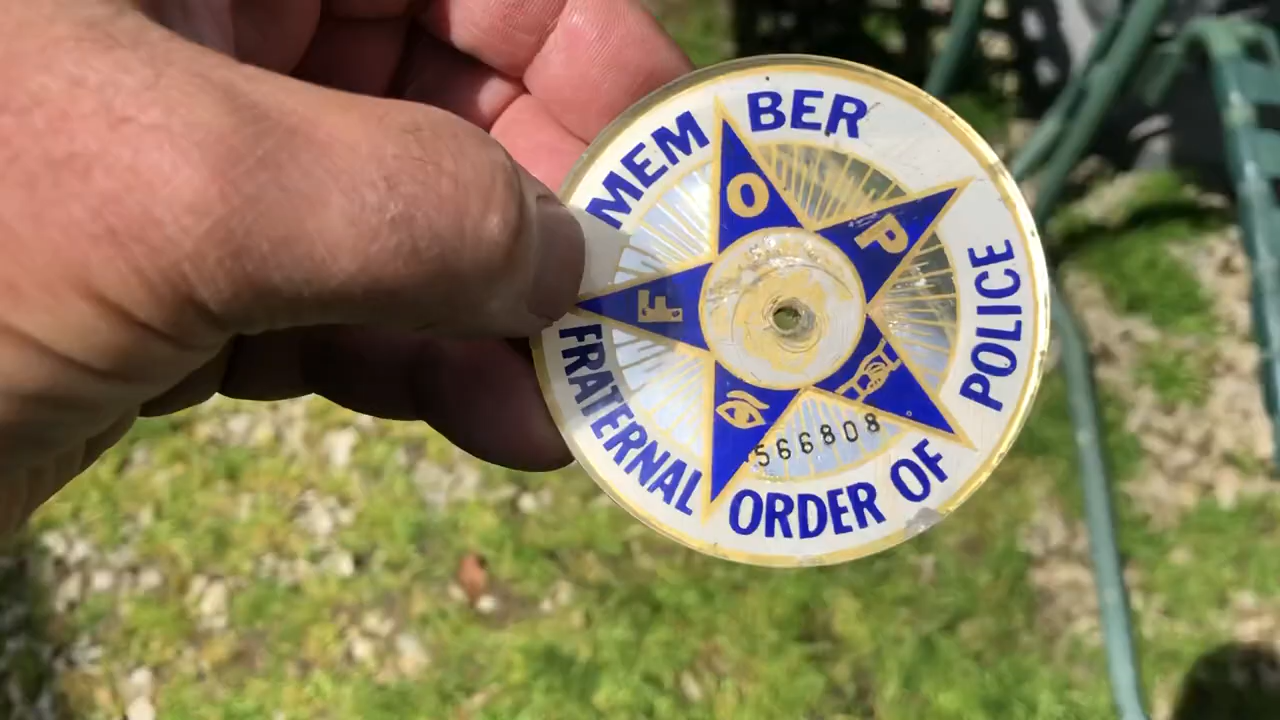 MEMBER
FRATERNAL ORDER OF POLICE
F O P
566808